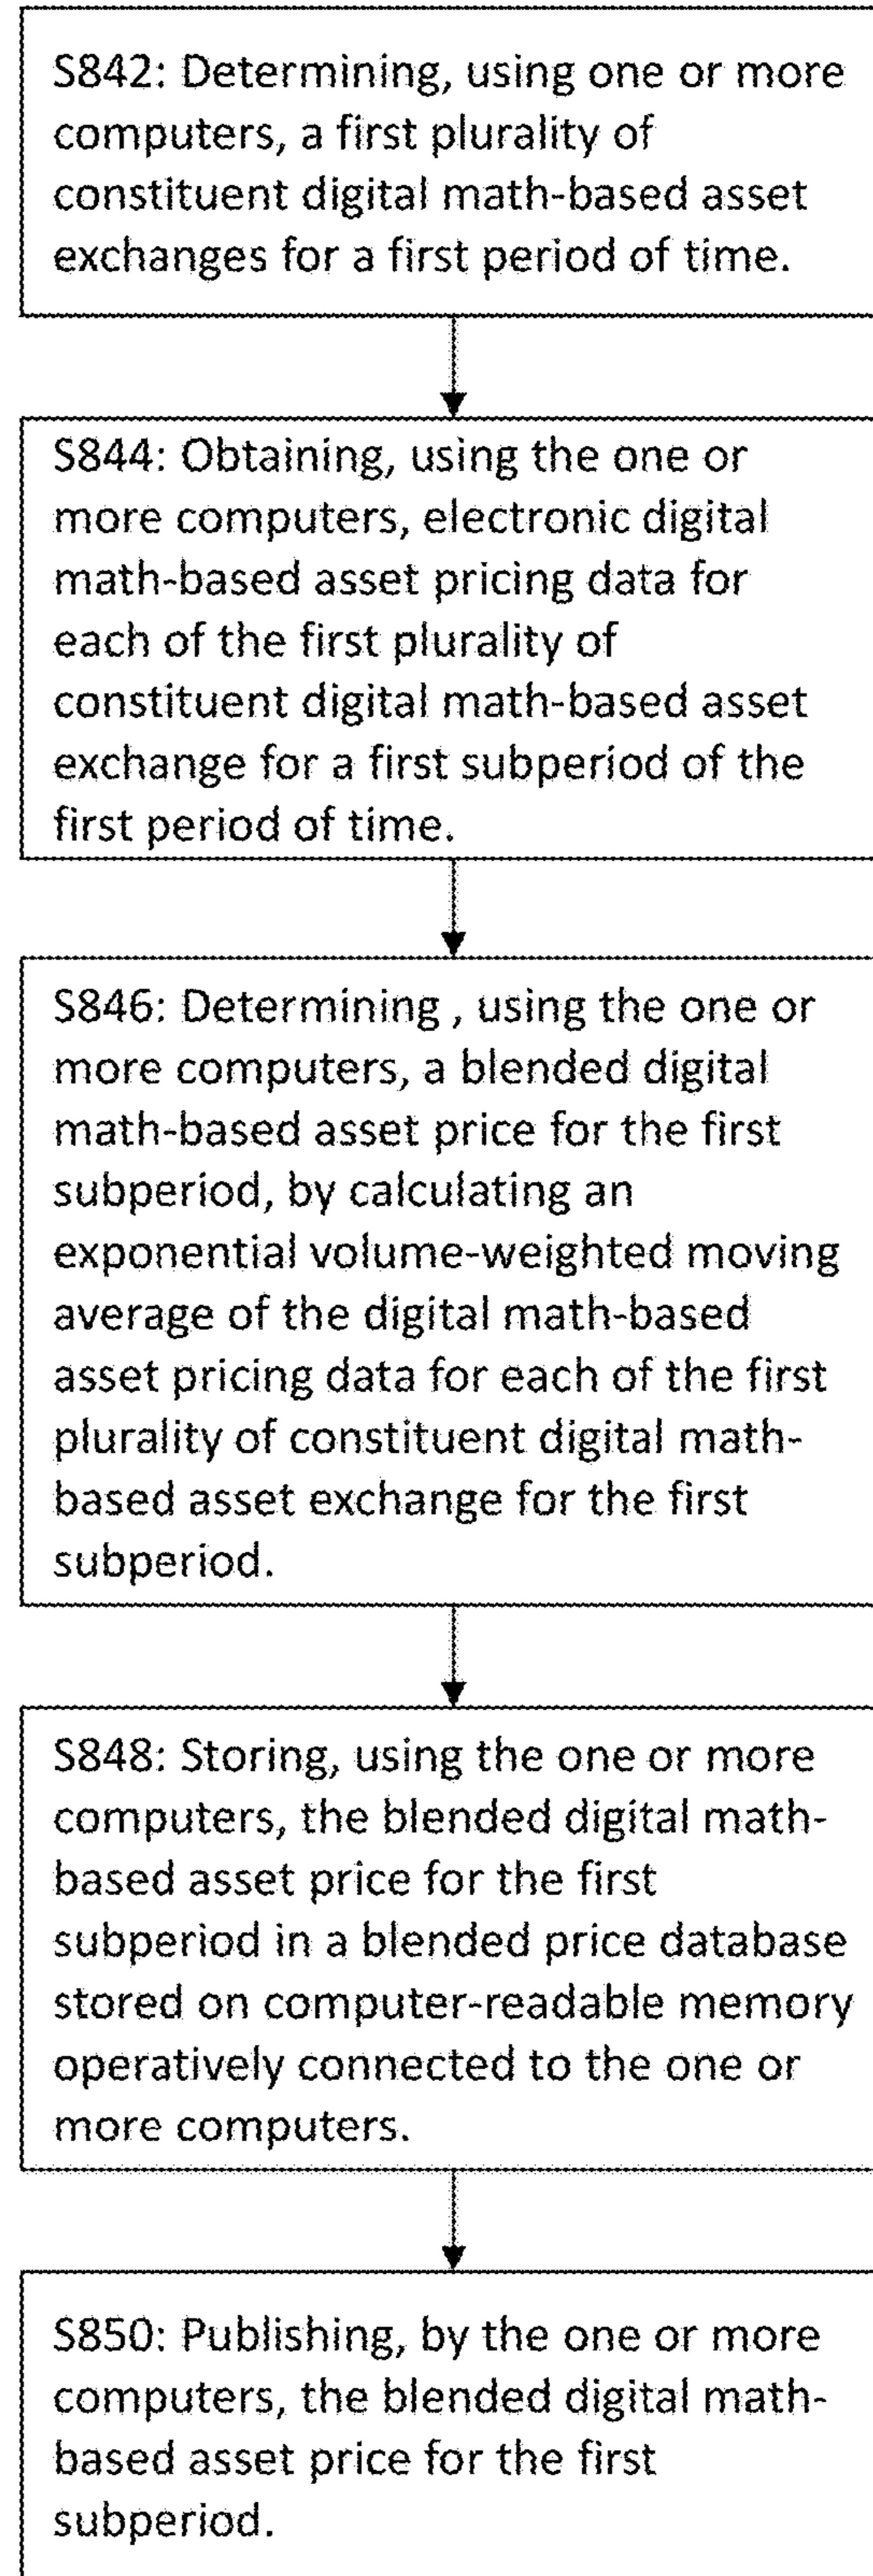 S842: Determining, using one or more
computers, a first plurality of
constituent digital math-based asset
exchanges for a first period of time.
S844: Obtaining, using the one or
more computers, electronic digital
math-based asset pricing data for
each of the first plurality of
constituent digital math-based asset
exchange for a first subperiod of the
first period of time.
S846: Determining , using the one or
more computers, a blended digital
math-based asset price for the first
subperiod, by calculating an
exponential volume-weighted moving
average of the digital math-based
asset pricing data for each of the first
plurality of constituent digital math-
based asset exchange for the first
subperiod.
S848: Storing, using the one or more
computers, the blended digital math-
based asset price for the first
subperiod in a blended price database
stored on computer-readable memory
operatively connected to the one or
more computers.
S850: Publishing, by the one or more
computers, the blended digital math-
based asset price for the first
subperiod.